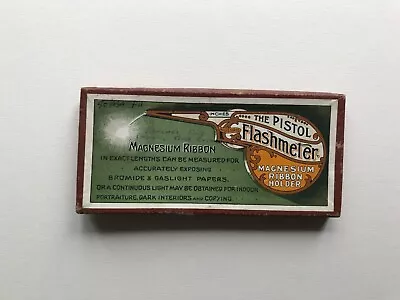 INCHES
THE PISTOL
Flashmeter
MAGNESIUM
RIBBON
HOLDER
MAGNESIUM RIBBON
IN EXACT LENGTHS CAN BE MEASURED FOR
ACCURATELY EXPOSING
BROMIDE & GASLIGHT PAPERS,
OR A CONTINUOUS LIGHT MAY BE OBTAINED FOR INDOOR
PORTRAITURE, DARK INTERIORS AND COPYING.